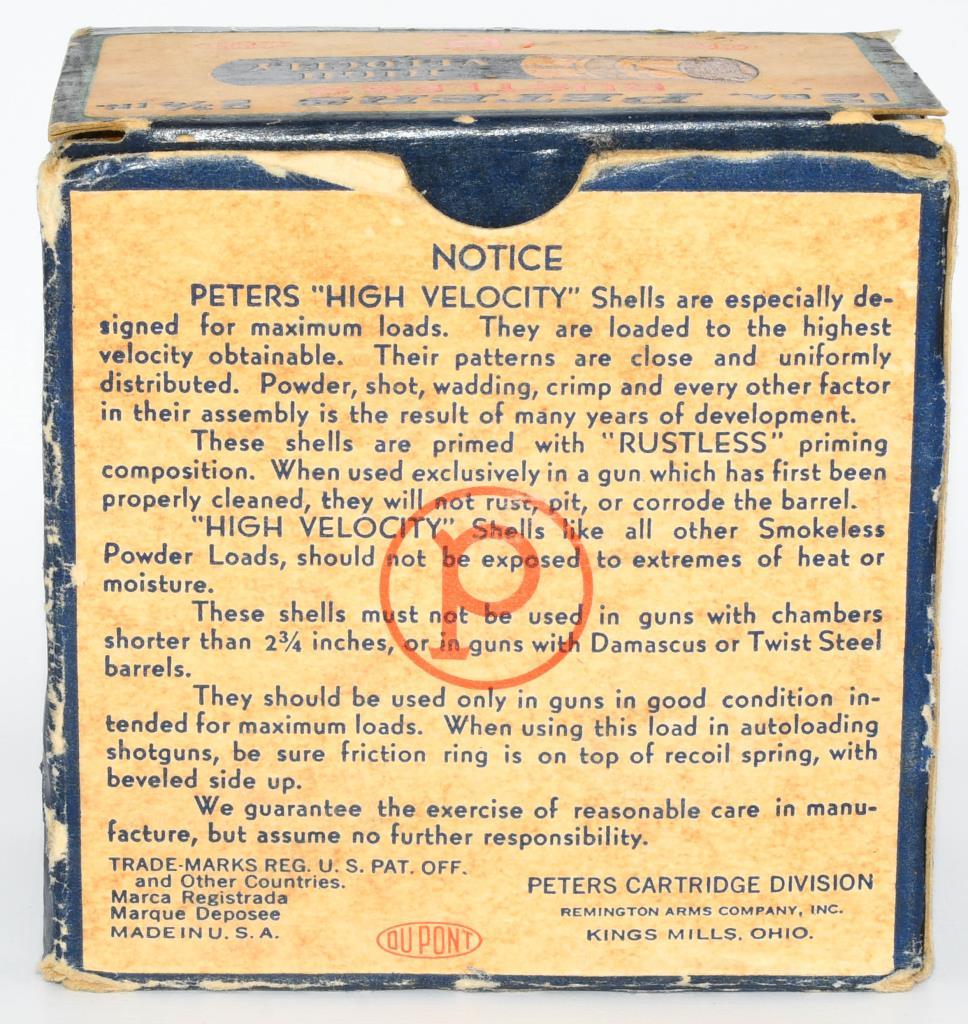 12 GA. PETERS 2¾ IN.
RUSTLESS
HIGH
VELOCITY
NOTICE
PETERS "HIGH VELOCITY" Shells are especially de-
signed for maximum loads. They are loaded to the highest
velocity obtainable. Their patterns are close and uniformly
distributed. Powder, shot, wadding, crimp and every other factor
in their assembly is the result of many years of development.
These shells are primed with "RUSTLESS" priming
composition. When used exclusively in a gun which has first been
properly cleaned, they will not rust, pit, or corrode the barrel.
"HIGH VELOCITY" Shells like all other Smokeless
Powder Loads, should not be exposed to extremes of heat or
moisture.
These shells must not be used in guns with chambers
shorter than 2¾ inches, or in guns with Damascus or Twist Steel
barrels.
They should be used only in guns in good condition in-
tended for maximum loads. When using this load in autoloading
shotguns, be sure friction ring is on top of recoil spring, with
beveled side up.
We guarantee the exercise of reasonable care in manu-
facture, but assume no further responsibility.
P
TRADE-MARKS REG. U. S. PAT. OFF.
and Other Countries.
Marca Registrada
Marque Deposee
MADE IN U. S. A.
DU PONT
PETERS CARTRIDGE DIVISION
REMINGTON ARMS COMPANY, INC.
KINGS MILLS, OHIO.